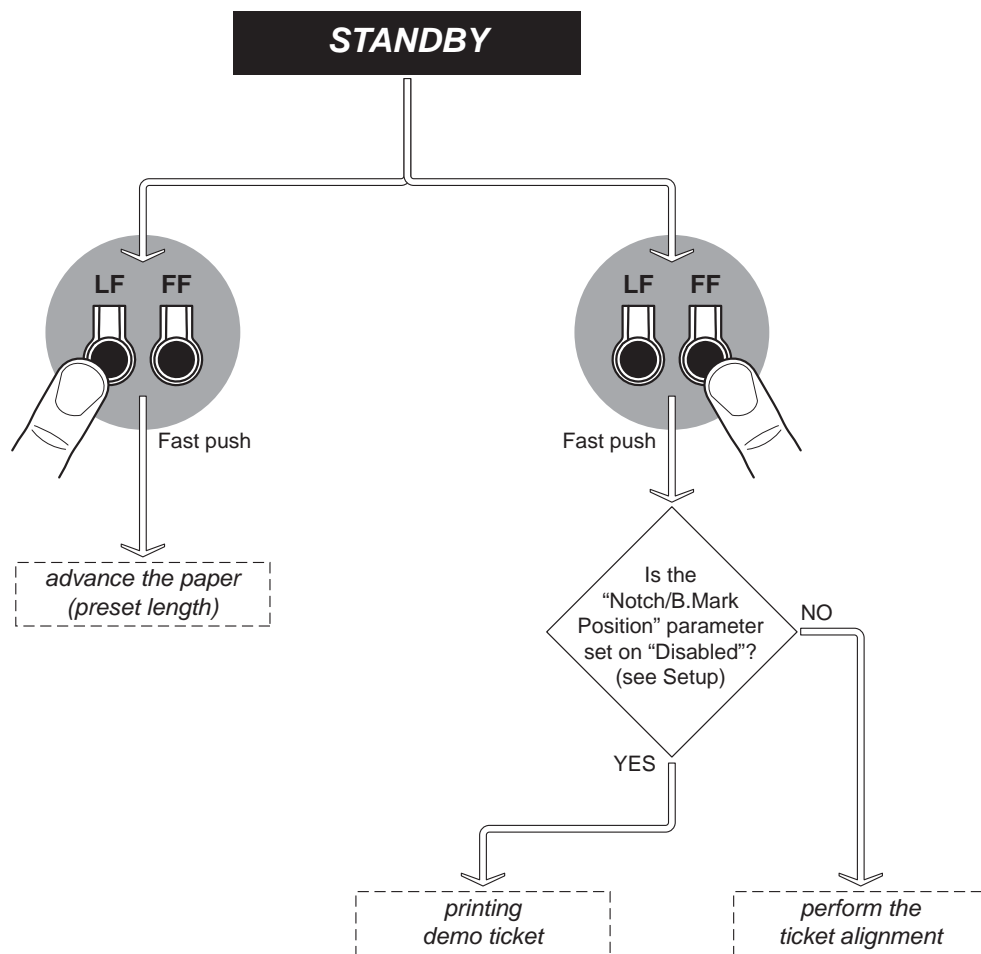 STANDBY
LF FF
LF FF
Fast push
Fast push
advance the paper
(preset length)
Is the
“Notch/B.Mark
Position” parameter
set on “Disabled”?
(see Setup)
NO
YES
printing
demo ticket
perform the
ticket alignment